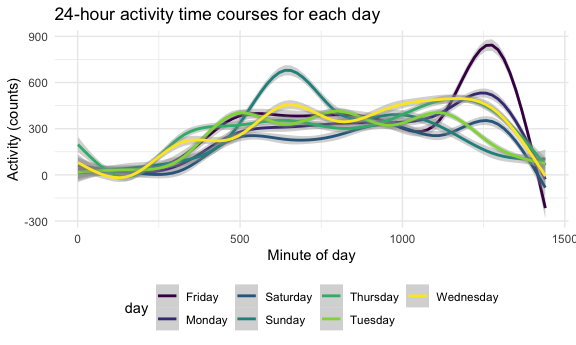 24-hour activity time courses for each day
900
600
300
0
-300
Activity (counts)
0 500 1000 1500
Minute of day
day
Friday Saturday Thursday Wednesday
Monday Sunday Tuesday